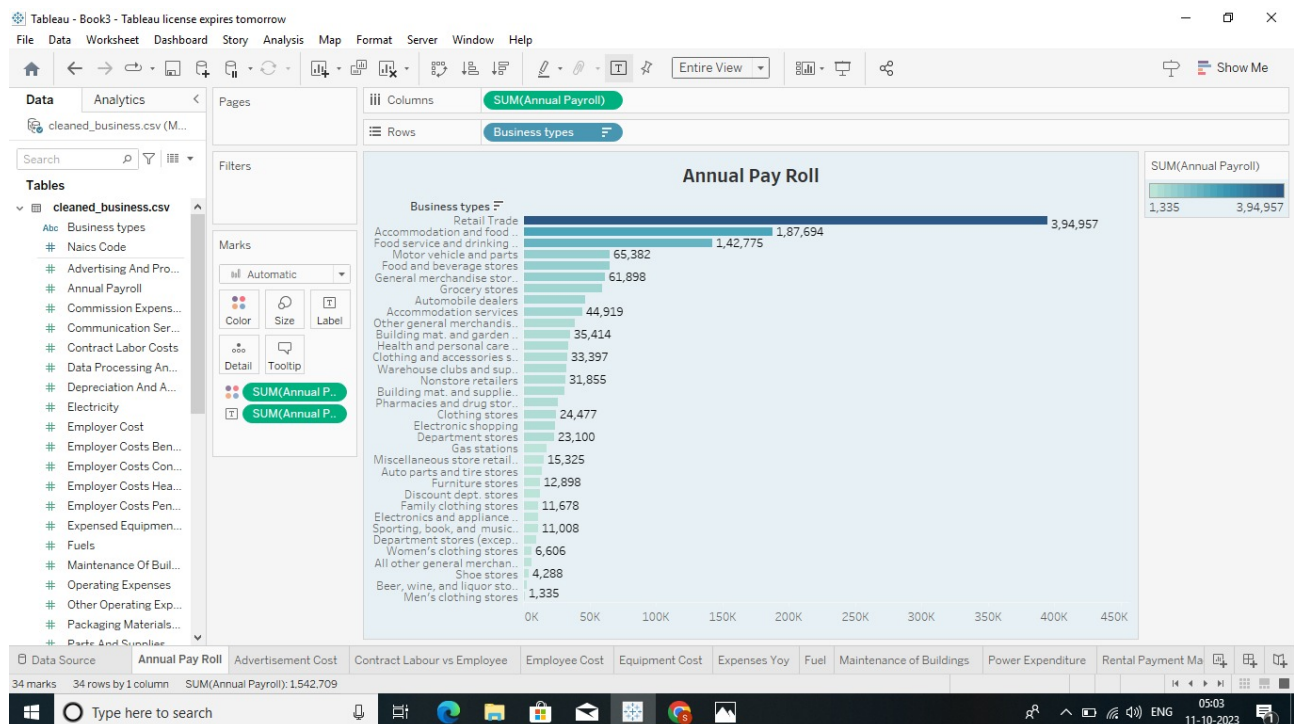 Tableau - Book3 - Tableau license expires tomorrow
File Data Worksheet Dashboard Story Analysis Map Format Server Window Help
Entire View
Show Me
Data Analytics
cleaned_business.csv (M...
Search
Tables
cleaned_business.csv
Abc Business types
# Naics Code
# Advertising And Pro...
# Annual Payroll
# Commission Expens...
# Communication Ser...
# Contract Labor Costs
# Data Processing An...
# Depreciation And A...
# Electricity
# Employer Cost
# Employer Costs Ben...
# Employer Costs Con...
# Employer Costs Hea...
# Employer Costs Pen...
# Expensed Equipmen...
# Fuels
# Maintenance Of Buil...
# Operating Expenses
# Other Operating Exp...
# Packaging Materials...
# Parts And Supplies
Pages
Filters
Marks
Automatic
Color Size Label
Detail Tooltip
SUM(Annual P..
SUM(Annual P..
Columns SUM(Annual Payroll)
Rows Business types
Annual Pay Roll
Business types
Retail Trade 3,94,957
Accommodation and food .. 1,87,694
Food service and drinking .. 1,42,775
Motor vehicle and parts 65,382
Food and beverage stores
General merchandise stor.. 61,898
Grocery stores
Automobile dealers
Accommodation services 44,919
Other general merchandis..
Building mat. and garden .. 35,414
Health and personal care ..
Clothing and accessories s.. 33,397
Warehouse clubs and sup..
Nonstore retailers 31,855
Building mat. and supplie..
Pharmacies and drug stor..
Clothing stores 24,477
Electronic shopping
Department stores 23,100
Gas stations
Miscellaneous store retail.. 15,325
Auto parts and tire stores
Furniture stores 12,898
Discount dept. stores
Family clothing stores 11,678
Electronics and appliance ..
Sporting, book, and music.. 11,008
Department stores (excep..
Women's clothing stores 6,606
All other general merchan..
Shoe stores 4,288
Beer, wine, and liquor sto..
Men's clothing stores 1,335
0K 50K 100K 150K 200K 250K 300K 350K 400K 450K
SUM(Annual Payroll)
1,335 3,94,957
Data Source Annual Pay Roll Advertisement Cost Contract Labour vs Employee Employee Cost Equipment Cost Expenses Yoy Fuel Maintenance of Buildings Power Expenditure Rental Payment Ma
34 marks 34 rows by 1 column SUM(Annual Payroll): 1,542,709
Type here to search
ENG
05:03
11-10-2023